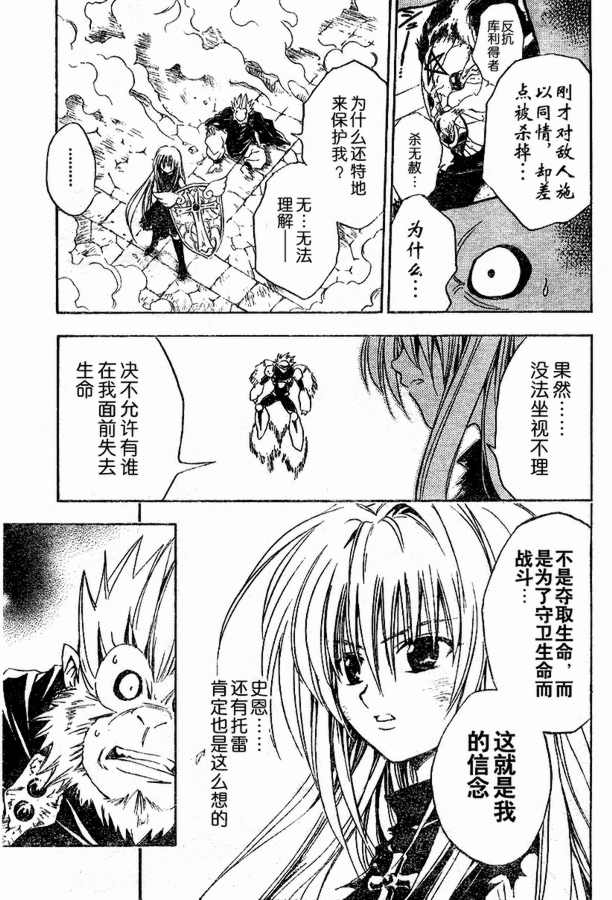 反抗
库利得者
刚才对敌人施
以同情，却差
点被杀掉…
杀无赦…
为什么…
为什么还特地
来保护我？
无…无法
理解——
………
果然……
没法坐视不理
决不允许有谁
在我面前失去
生命
不是夺取生命，而
是为了守卫生命而
战斗…
这就是我
的信念
史恩……
还有托雷
肯定也是这么想的